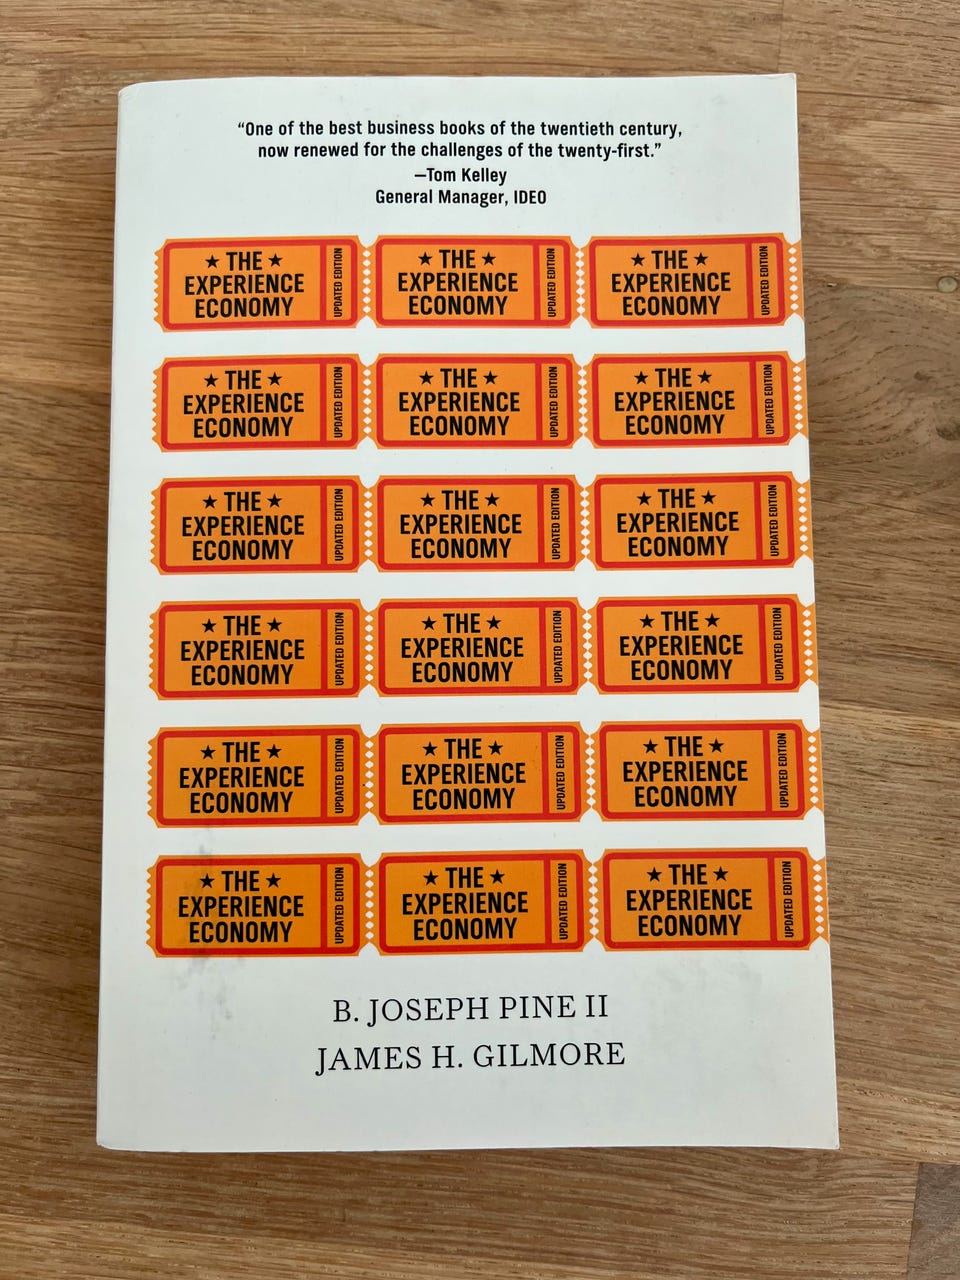 “One of the best business books of the twentieth century,
now renewed for the challenges of the twenty-first.”
—Tom Kelley
General Manager, IDEO
★ THE ★
EXPERIENCE
ECONOMY
UPDATED EDITION
★ THE ★
EXPERIENCE
ECONOMY
UPDATED EDITION
★ THE ★
EXPERIENCE
ECONOMY
UPDATED EDITION
★ THE ★
EXPERIENCE
ECONOMY
UPDATED EDITION
★ THE ★
EXPERIENCE
ECONOMY
UPDATED EDITION
★ THE ★
EXPERIENCE
ECONOMY
UPDATED EDITION
★ THE ★
EXPERIENCE
ECONOMY
UPDATED EDITION
★ THE ★
EXPERIENCE
ECONOMY
UPDATED EDITION
★ THE ★
EXPERIENCE
ECONOMY
UPDATED EDITION
★ THE ★
EXPERIENCE
ECONOMY
UPDATED EDITION
★ THE ★
EXPERIENCE
ECONOMY
UPDATED EDITION
★ THE ★
EXPERIENCE
ECONOMY
UPDATED EDITION
★ THE ★
EXPERIENCE
ECONOMY
UPDATED EDITION
★ THE ★
EXPERIENCE
ECONOMY
UPDATED EDITION
★ THE ★
EXPERIENCE
ECONOMY
UPDATED EDITION
★ THE ★
EXPERIENCE
ECONOMY
UPDATED EDITION
★ THE ★
EXPERIENCE
ECONOMY
UPDATED EDITION
★ THE ★
EXPERIENCE
ECONOMY
UPDATED EDITION
B. JOSEPH PINE II
JAMES H. GILMORE